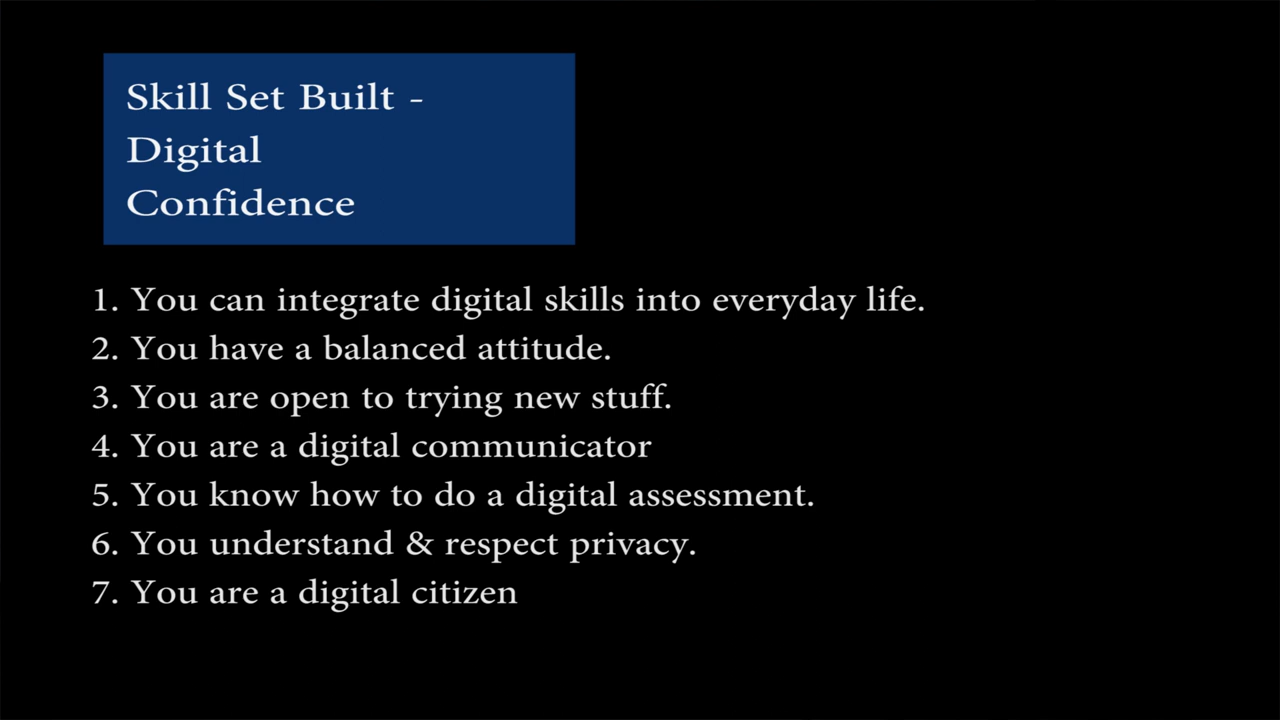 Skill Set Built -
Digital
Confidence
1. You can integrate digital skills into everyday life.
2. You have a balanced attitude.
3. You are open to trying new stuff.
4. You are a digital communicator
5. You know how to do a digital assessment.
6. You understand & respect privacy.
7. You are a digital citizen